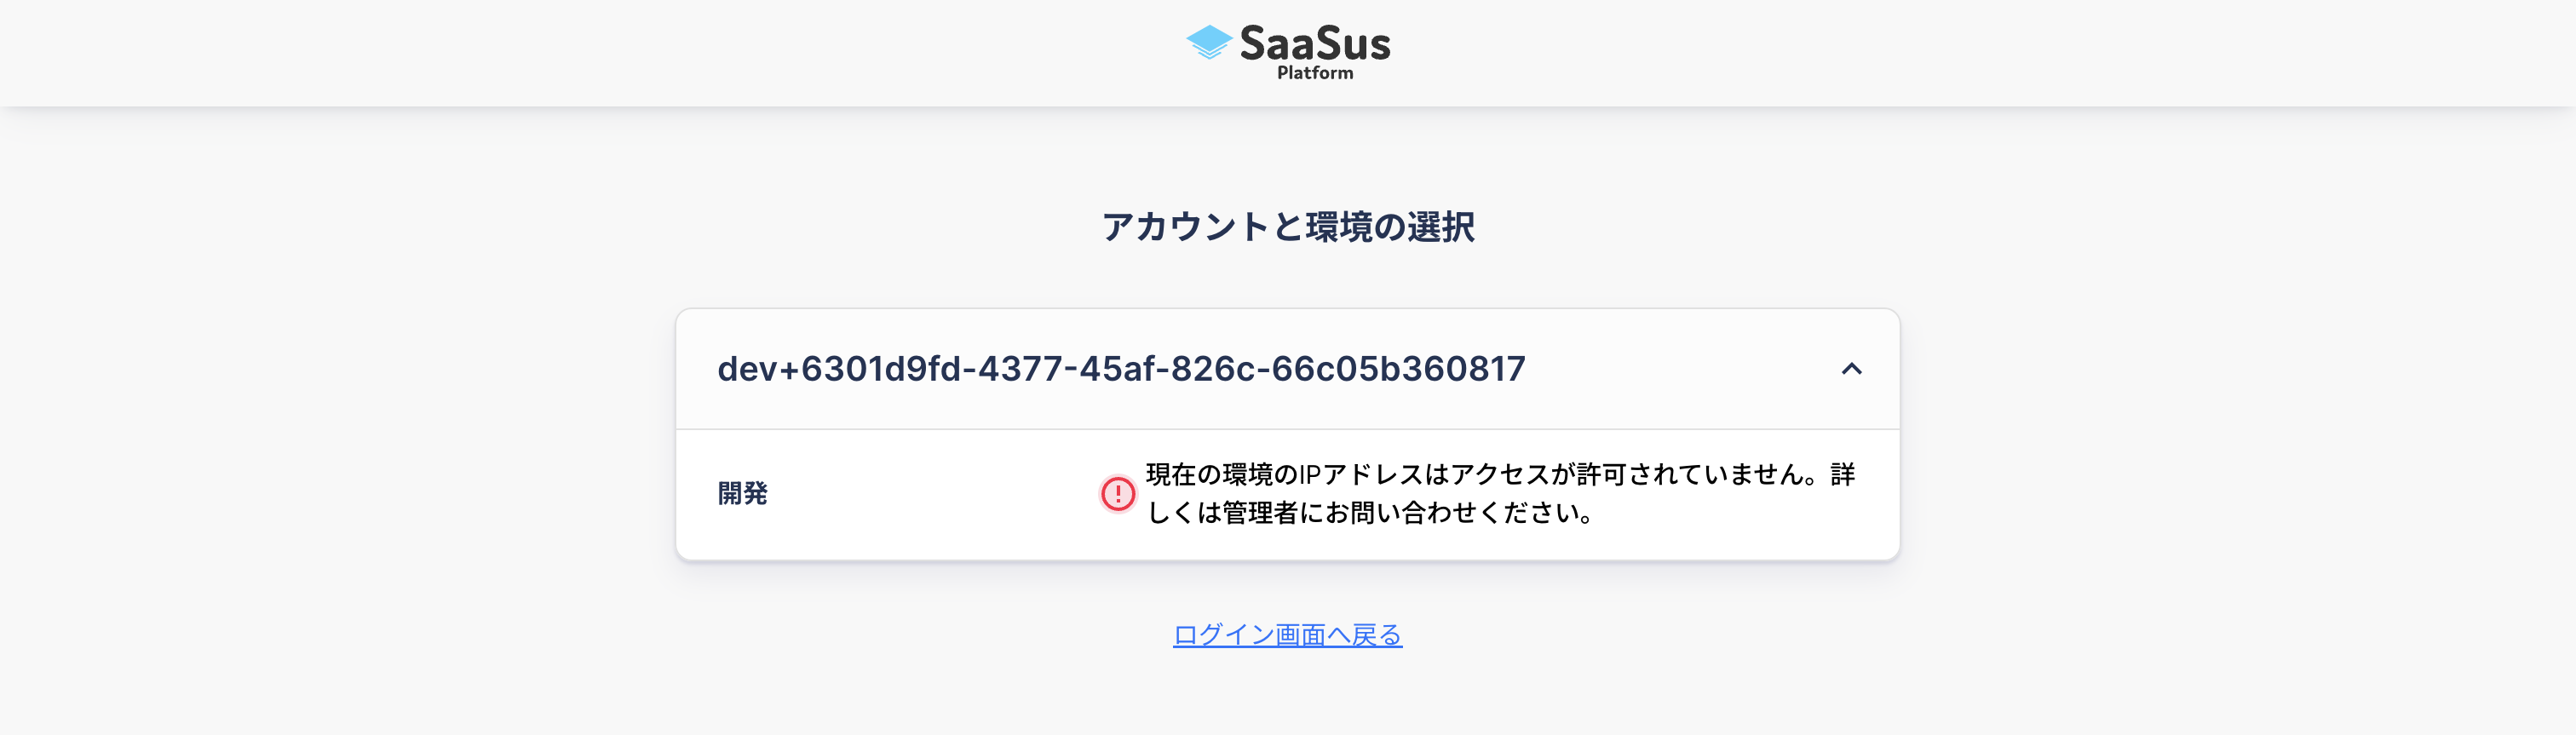 SaaSus
Platform
アカウントと環境の選択
dev+6301d9fd-4377-45af-826c-66c05b360817
開発
現在の環境のIPアドレスはアクセスが許可されていません。詳
しくは管理者にお問い合わせください。
ログイン画面へ戻る